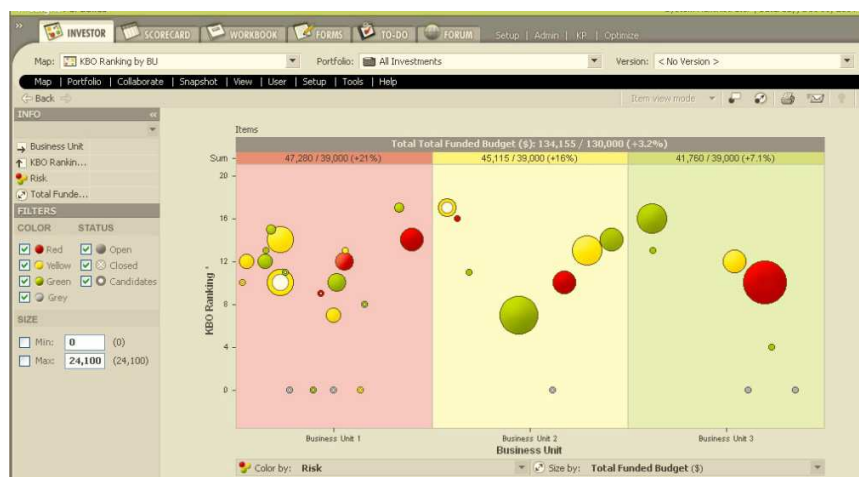 INVESTOR SCORECARD WORKBOOK FORMS TO-DO FORUM Setup | Admin | KP | Optimize
Map: KBO Ranking by BU Portfolio: All Investments Version: < No Version >
Map | Portfolio | Collaborate | Snapshot | View | User | Setup | Tools | Help
Back Item view mode
INFO
Items
Total Total Funded Budget ($): 134,155 / 130,000 (+3.2%)
Business Unit
Sum 47,280 / 39,000 (+21%) 45,115 / 39,000 (+16%) 41,760 / 39,000 (+7.1%)
KBO Rankin...
20
Risk
Total Funde...
FILTERS
16
COLOR STATUS
Red Open
Yellow Closed
12
Green Candidates
Grey
8
SIZE
Min: 0 (0)
4
Max: 24,100 (24,100)
0
KBO Ranking
Business Unit 1 Business Unit 2 Business Unit 3
Business Unit
Color by: Risk Size by: Total Funded Budget ($)